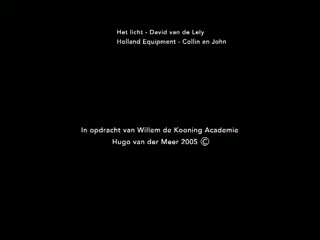 Het licht - David van de Lely
Holland Equipment - Collin en John
In opdracht van Willem de Kooning Academie
Hugo van der Meer 2005 ©